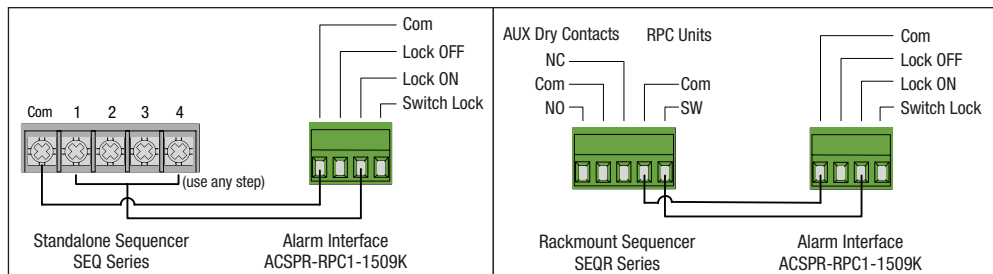 Com
Lock OFF
Lock ON
Switch Lock
Com 1 2 3 4
(use any step)
Standalone Sequencer
SEQ Series
Alarm Interface
ACSPR-RPC1-1509K
AUX Dry Contacts
RPC Units
NC
Com
NO
Com
SW
Com
Lock OFF
Lock ON
Switch Lock
Rackmount Sequencer
SEQR Series
Alarm Interface
ACSPR-RPC1-1509K